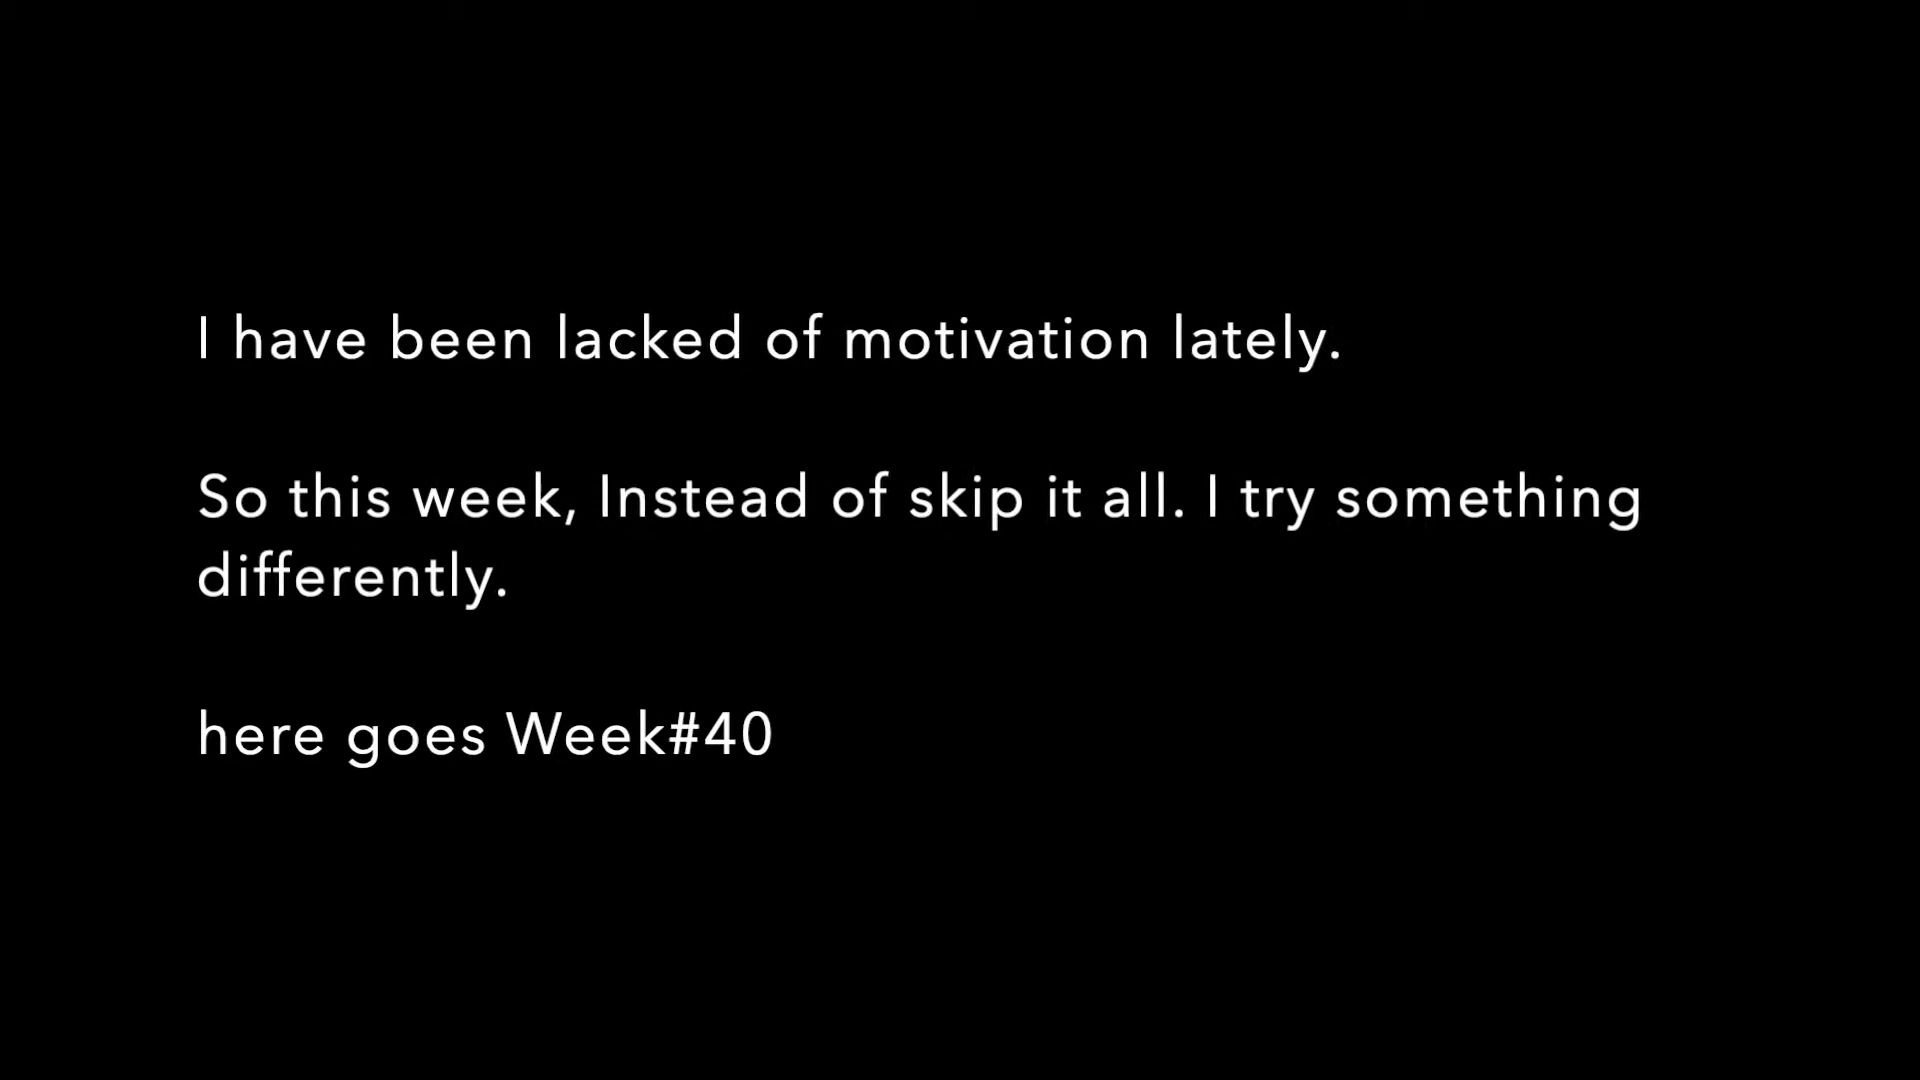 I have been lacked of motivation lately.
So this week, Instead of skip it all. I try something
differently.
here goes Week#40